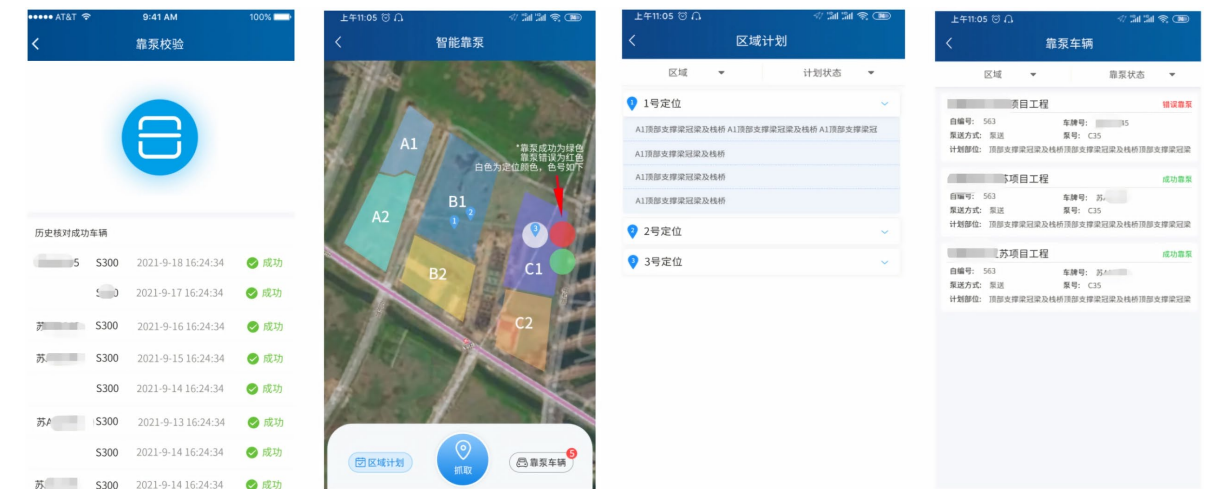 AT&T
9:41 AM
100%
靠泵校验
历史核对成功车辆
5 S300 2021-9-18 16:24:34 成功
2021-9-17 16:24:34 成功
苏 S300 2021-9-16 16:24:34 成功
苏 S300 2021-9-15 16:24:34 成功
S300 2021-9-14 16:24:34 成功
苏A S300 2021-9-13 16:24:34 成功
S300 2021-9-14 16:24:34 成功
苏 S300 2021-9-14 16:24:34 成功
上午11:05
智能靠泵
A1
*靠泵成功为绿色
靠泵错误为红色
白色为定位颜色，色号如下
A2
B1
1
2
3
B2
C1
C2
区域计划
抓取
靠泵车辆
5
上午11:05
区域计划
区域
计划状态
1 1号定位
A1顶部支撑梁冠梁及栈桥 A1顶部支撑梁冠梁及栈桥 A1顶部支撑梁冠
A1顶部支撑梁冠梁及栈桥
A1顶部支撑梁冠梁及栈桥
A1顶部支撑梁冠梁及栈桥
2 2号定位
3 3号定位
上午11:05
靠泵车辆
区域
靠泵状态
项目工程 错误靠泵
自编号: 563 车牌号: 45
泵送方式: 泵送 泵号: C35
计划部位: 顶部支撑梁冠梁及栈桥顶部支撑梁冠梁及栈桥顶部支撑梁冠梁
苏项目工程 成功靠泵
自编号: 563 车牌号: 苏
泵送方式: 泵送 泵号: C35
计划部位: 顶部支撑梁冠梁及栈桥顶部支撑梁冠梁及栈桥顶部支撑梁冠梁
苏项目工程 成功靠泵
自编号: 563 车牌号: 苏A
泵送方式: 泵送 泵号: C35
计划部位: 顶部支撑梁冠梁及栈桥顶部支撑梁冠梁及栈桥顶部支撑梁冠梁